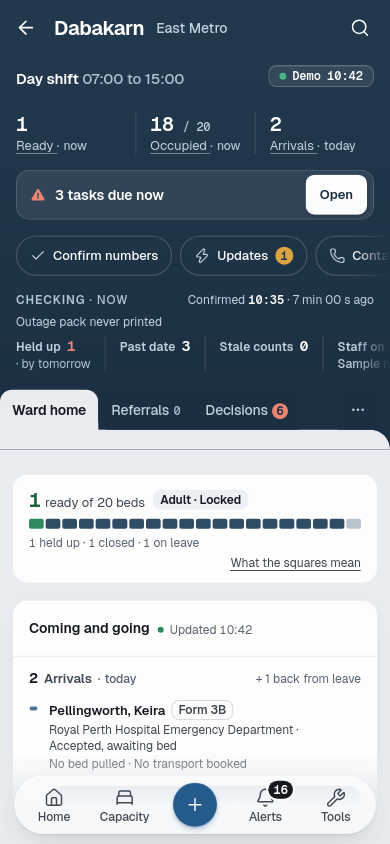 Dabakarn East Metro
Day shift 07:00 to 15:00
Demo 10:42
1 18 / 20 2
Ready · now Occupied · now Arrivals · today
3 tasks due now Open
Confirm numbers Updates 1 Conta
CHECKING · NOW Confirmed 10:35 · 7 min 00 s ago
Outage pack never printed
Held up 1 Past date 3 Stale counts 0 Staff on
· by tomorrow Sample r
Ward home Referrals 0 Decisions 6 ...
1 ready of 20 beds Adult · Locked
1 held up · 1 closed · 1 on leave
What the squares mean
Coming and going Updated 10:42
2 Arrivals · today +1 back from leave
Pellingworth, Keira Form 3B
Royal Perth Hospital Emergency Department ·
Accepted, awaiting bed
No bed pulled · No transport booked
16
Home Capacity Alerts Tools